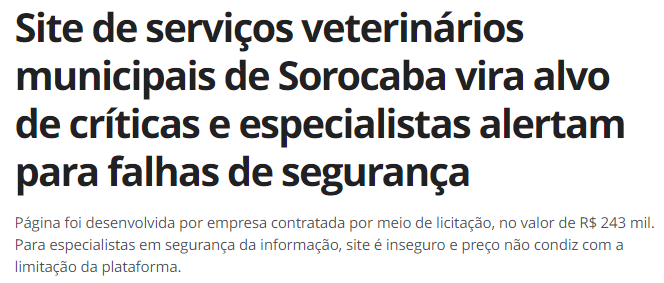 Site de serviços veterinários
municipais de Sorocaba vira alvo
de críticas e especialistas alertam
para falhas de segurança
Página foi desenvolvida por empresa contratada por meio de licitação, no valor de R$ 243 mil.
Para especialistas em segurança da informação, site é inseguro e preço não condiz com a
limitação da plataforma.